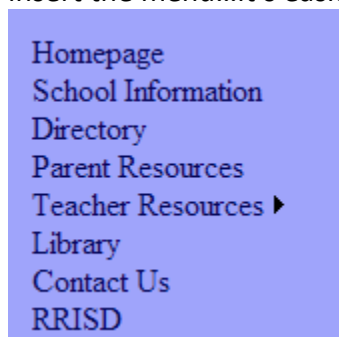 Homepage
School Information
Directory
Parent Resources
Teacher Resources
Library
Contact Us
RRISD